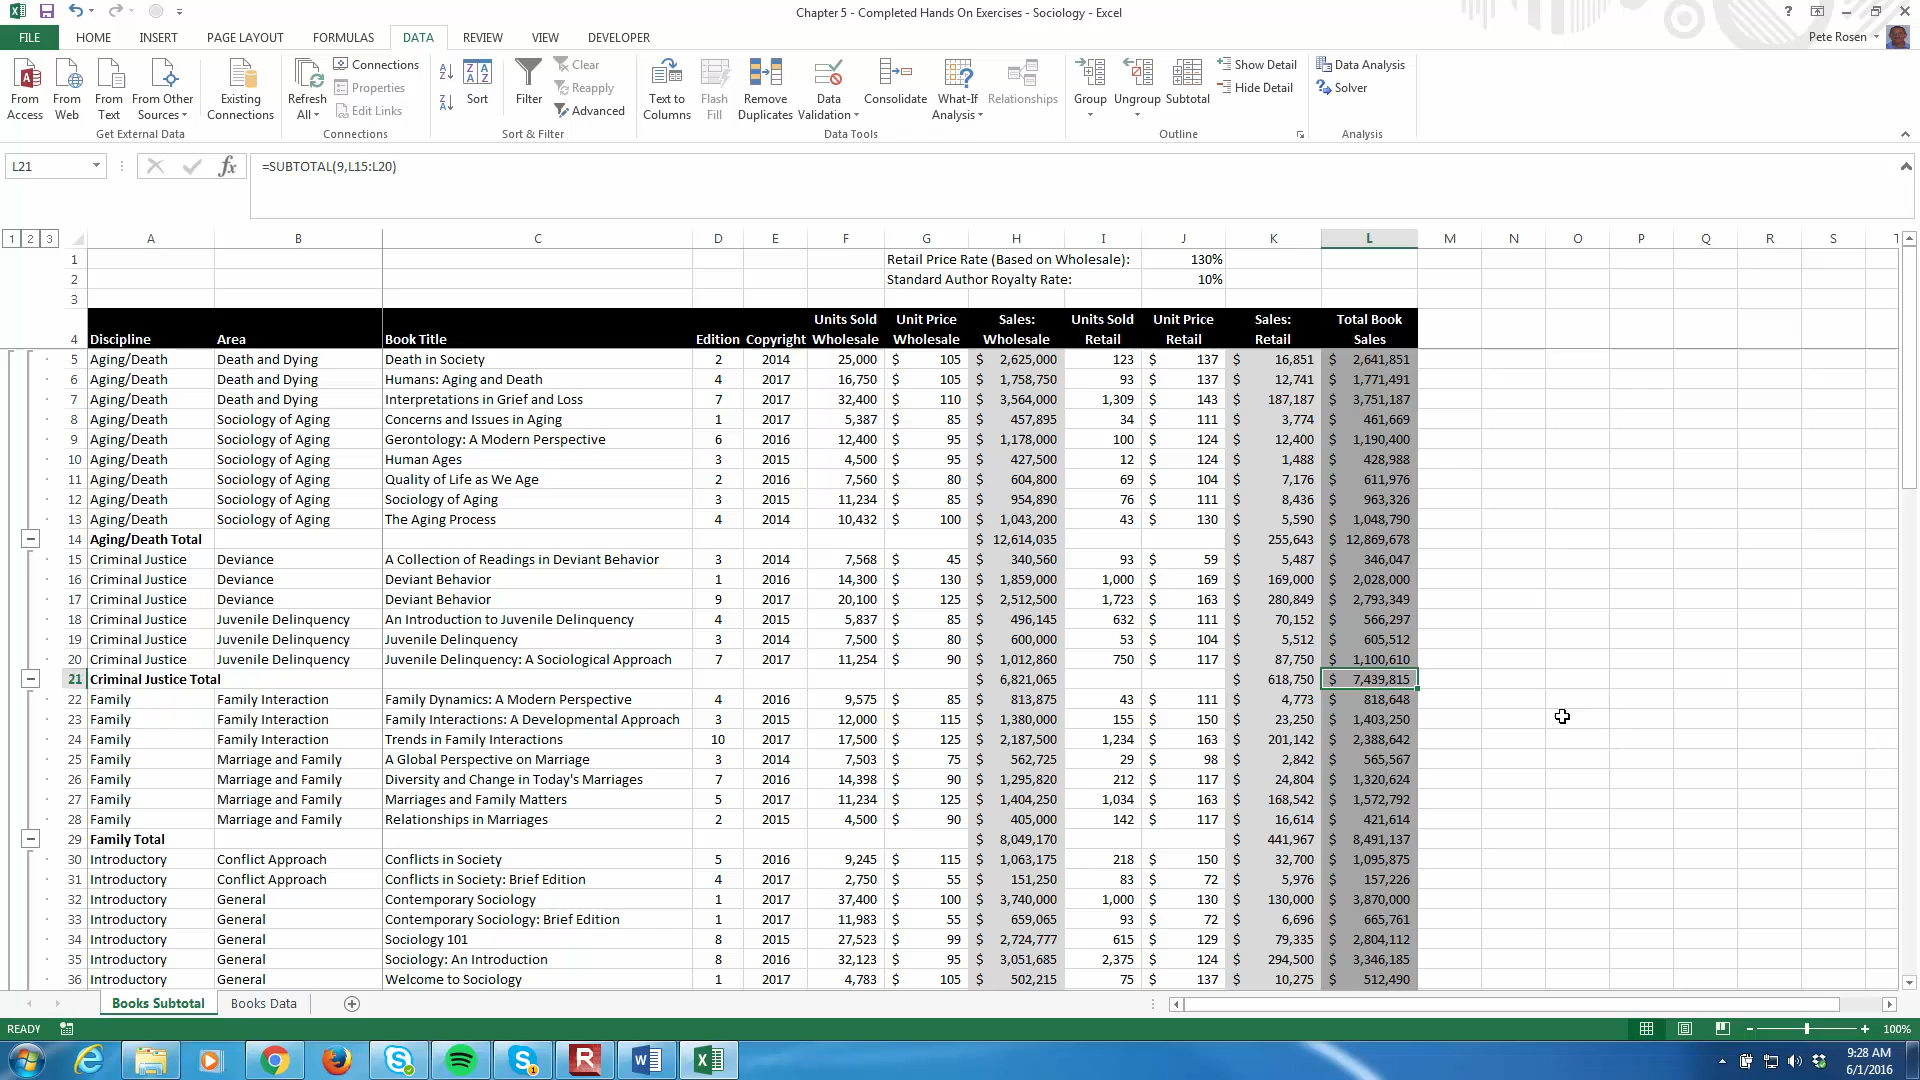 Chapter 5 - Completed Hands On Exercises - Sociology - Excel
FILE HOME INSERT PAGE LAYOUT FORMULAS DATA REVIEW VIEW DEVELOPER Pete Rosen
From Access From Web From Text From Other Sources Existing Connections Refresh All Connections Properties Edit Links Sort Filter Clear Reapply Advanced Text to Columns Flash Fill Remove Duplicates Data Validation Consolidate What-If Analysis Relationships Group Ungroup Subtotal Show Detail Hide Detail Data Analysis Solver
Get External Data Connections Sort & Filter Data Tools Outline Analysis
L21 fx =SUBTOTAL(9,L15:L20)
1 2 3 A B C D E F G H I J K L M N O P Q R S
1 Retail Price Rate (Based on Wholesale): 130%
2 Standard Author Royalty Rate: 10%
3
Units Sold Unit Price Sales: Units Sold Unit Price Sales: Total Book
4 Discipline Area Book Title Edition Copyright Wholesale Wholesale Wholesale Retail Retail Retail Sales
5 Aging/Death Death and Dying Death in Society 2 2014 25,000 $ 105 $ 2,625,000 123 $ 137 $ 16,851 $ 2,641,851
6 Aging/Death Death and Dying Humans: Aging and Death 4 2017 16,750 $ 105 $ 1,758,750 93 $ 137 $ 12,741 $ 1,771,491
7 Aging/Death Death and Dying Interpretations in Grief and Loss 7 2017 32,400 $ 110 $ 3,564,000 1,309 $ 143 $ 187,187 $ 3,751,187
8 Aging/Death Sociology of Aging Concerns and Issues in Aging 1 2017 5,387 $ 85 $ 457,895 34 $ 111 $ 3,774 $ 461,669
9 Aging/Death Sociology of Aging Gerontology: A Modern Perspective 6 2016 12,400 $ 95 $ 1,178,000 100 $ 124 $ 12,400 $ 1,190,400
10 Aging/Death Sociology of Aging Human Ages 3 2015 4,500 $ 95 $ 427,500 12 $ 124 $ 1,488 $ 428,988
11 Aging/Death Sociology of Aging Quality of Life as We Age 2 2016 7,560 $ 80 $ 604,800 69 $ 104 $ 7,176 $ 611,976
12 Aging/Death Sociology of Aging Sociology of Aging 3 2015 11,234 $ 85 $ 954,890 76 $ 111 $ 8,436 $ 963,326
13 Aging/Death Sociology of Aging The Aging Process 4 2014 10,432 $ 100 $ 1,043,200 43 $ 130 $ 5,590 $ 1,048,790
14 Aging/Death Total $ 12,614,035 $ 255,643 $ 12,869,678
15 Criminal Justice Deviance A Collection of Readings in Deviant Behavior 3 2014 7,568 $ 45 $ 340,560 93 $ 59 $ 5,487 $ 346,047
16 Criminal Justice Deviance Deviant Behavior 1 2016 14,300 $ 130 $ 1,859,000 1,000 $ 169 $ 169,000 $ 2,028,000
17 Criminal Justice Deviance Deviant Behavior 9 2017 20,100 $ 125 $ 2,512,500 1,723 $ 163 $ 280,849 $ 2,793,349
18 Criminal Justice Juvenile Delinquency An Introduction to Juvenile Delinquency 4 2015 5,837 $ 85 $ 496,145 632 $ 111 $ 70,152 $ 566,297
19 Criminal Justice Juvenile Delinquency Juvenile Delinquency 3 2014 7,500 $ 80 $ 600,000 53 $ 104 $ 5,512 $ 605,512
20 Criminal Justice Juvenile Delinquency Juvenile Delinquency: A Sociological Approach 7 2017 11,254 $ 90 $ 1,012,860 750 $ 117 $ 87,750 $ 1,100,610
21 Criminal Justice Total $ 6,821,065 $ 618,750 $ 7,439,815
22 Family Family Interaction Family Dynamics: A Modern Perspective 4 2016 9,575 $ 85 $ 813,875 43 $ 111 $ 4,773 $ 818,648
23 Family Family Interaction Family Interactions: A Developmental Approach 3 2015 12,000 $ 115 $ 1,380,000 155 $ 150 $ 23,250 $ 1,403,250
24 Family Family Interaction Trends in Family Interactions 10 2017 17,500 $ 125 $ 2,187,500 1,234 $ 163 $ 201,142 $ 2,388,642
25 Family Marriage and Family A Global Perspective on Marriage 3 2014 7,503 $ 75 $ 562,725 29 $ 98 $ 2,842 $ 565,567
26 Family Marriage and Family Diversity and Change in Today's Marriages 7 2016 14,398 $ 90 $ 1,295,820 212 $ 117 $ 24,804 $ 1,320,624
27 Family Marriage and Family Marriages and Family Matters 5 2017 11,234 $ 125 $ 1,404,250 1,034 $ 163 $ 168,542 $ 1,572,792
28 Family Marriage and Family Relationships in Marriages 2 2015 4,500 $ 90 $ 405,000 142 $ 117 $ 16,614 $ 421,614
29 Family Total $ 8,049,170 $ 441,967 $ 8,491,137
30 Introductory Conflict Approach Conflicts in Society 5 2016 9,245 $ 115 $ 1,063,175 218 $ 150 $ 32,700 $ 1,095,875
31 Introductory Conflict Approach Conflicts in Society: Brief Edition 4 2017 2,750 $ 55 $ 151,250 83 $ 72 $ 5,976 $ 157,226
32 Introductory General Contemporary Sociology 1 2017 37,400 $ 100 $ 3,740,000 1,000 $ 130 $ 130,000 $ 3,870,000
33 Introductory General Contemporary Sociology: Brief Edition 1 2017 11,983 $ 55 $ 659,065 93 $ 72 $ 6,696 $ 665,761
34 Introductory General Sociology 101 8 2015 27,523 $ 99 $ 2,724,777 615 $ 129 $ 79,335 $ 2,804,112
35 Introductory General Sociology: An Introduction 8 2016 32,123 $ 95 $ 3,051,685 2,375 $ 124 $ 294,500 $ 3,346,185
36 Introductory General Welcome to Sociology 1 2017 4,783 $ 105 $ 502,215 75 $ 137 $ 10,275 $ 512,490
Books Subtotal Books Data
READY 100%
9:28 AM
6/1/2016